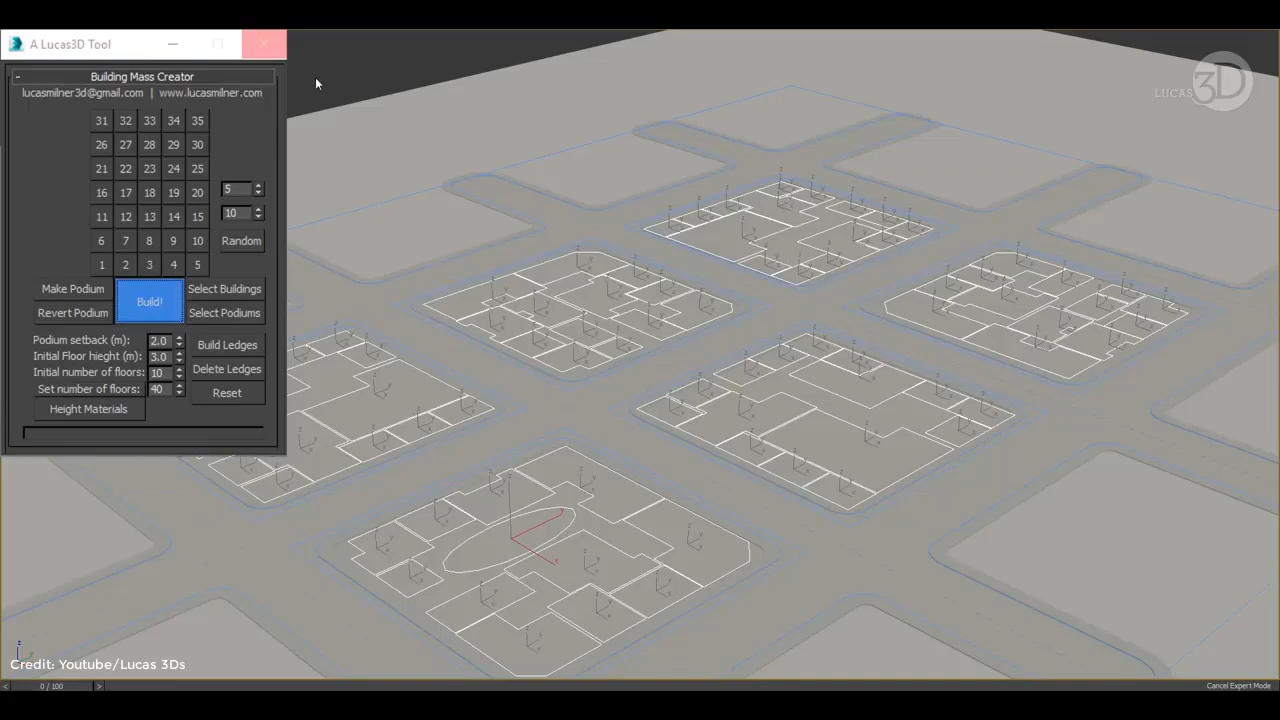 A Lucas3D Tool
- Building Mass Creator
lucasmilner3d@gmail.com | www.lucasmilner.com
31 32 33 34 35
26 27 28 29 30
21 22 23 24 25
16 17 18 19 20
5
11 12 13 14 15
10
6 7 8 9 10
Random
1 2 3 4 5
Make Podium
Build!
Select Buildings
Revert Podium
Select Podiums
Podium setback (m): 2.0
Initial Floor height (m): 3.0
Initial number of floors: 10
Set number of floors: 40
Build Ledges
Delete Ledges
Reset
Height Materials
LUCAS 3D
Credit: Youtube/Lucas 3Ds
< 0 / 100 >
Cancel Expert Mode